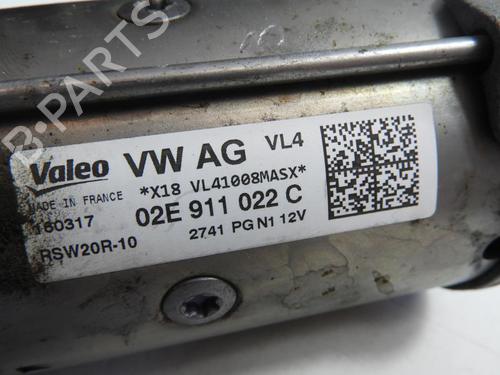 B-PARTS
Valeo VW AG VL4
*X18 VL41008MASX*
MADE IN FRANCE
160317 02E 911 022 C
RSW20R-10 2741 PG N1 12V